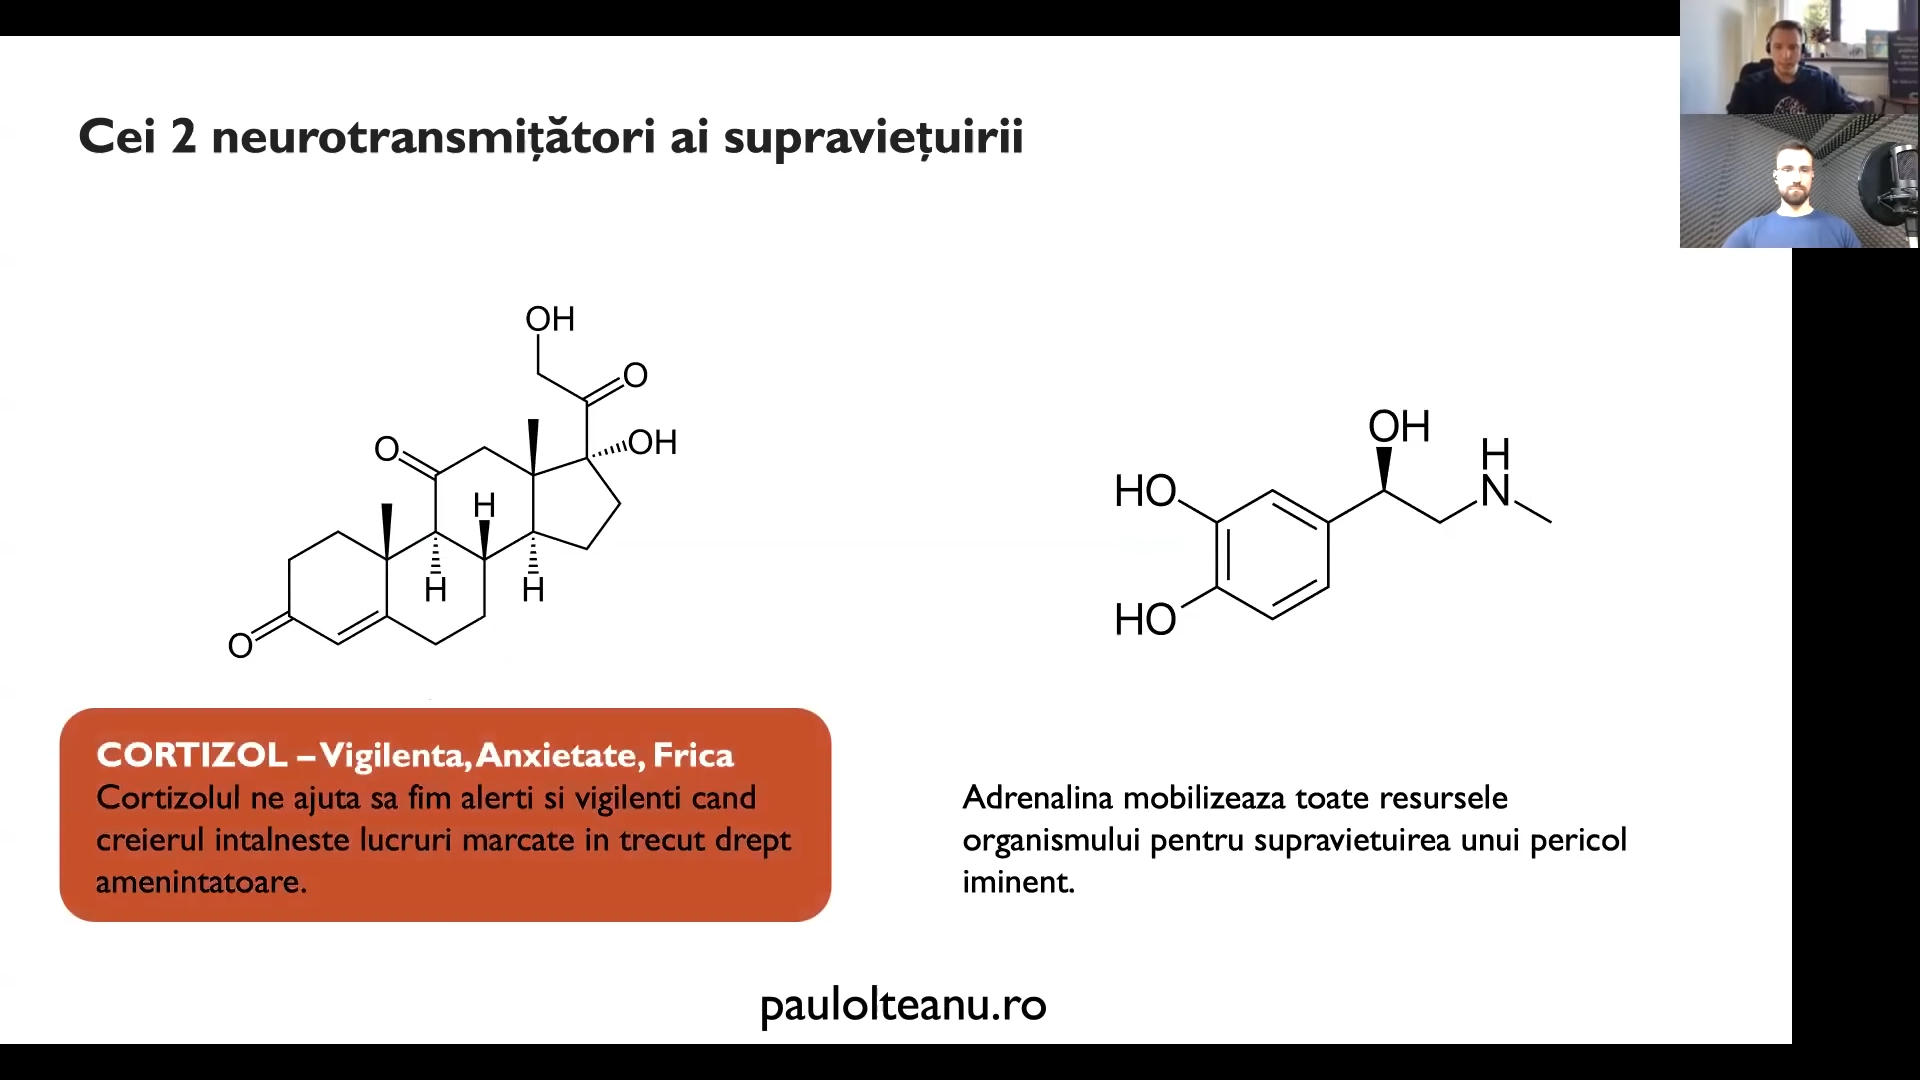 Cei 2 neurotransmițători ai supraviețuirii
OH
O
O
OH
H
H
H
O
OH
H
N
HO
HO
CORTIZOL – Vigilenta, Anxietate, Frica
Cortizolul ne ajuta sa fim alerti si vigilenti cand
creierul intalneste lucruri marcate in trecut drept
amenintatoare.
Adrenalina mobilizeaza toate resursele
organismului pentru supravietuirea unui pericol
iminent.
paulolteanu.ro